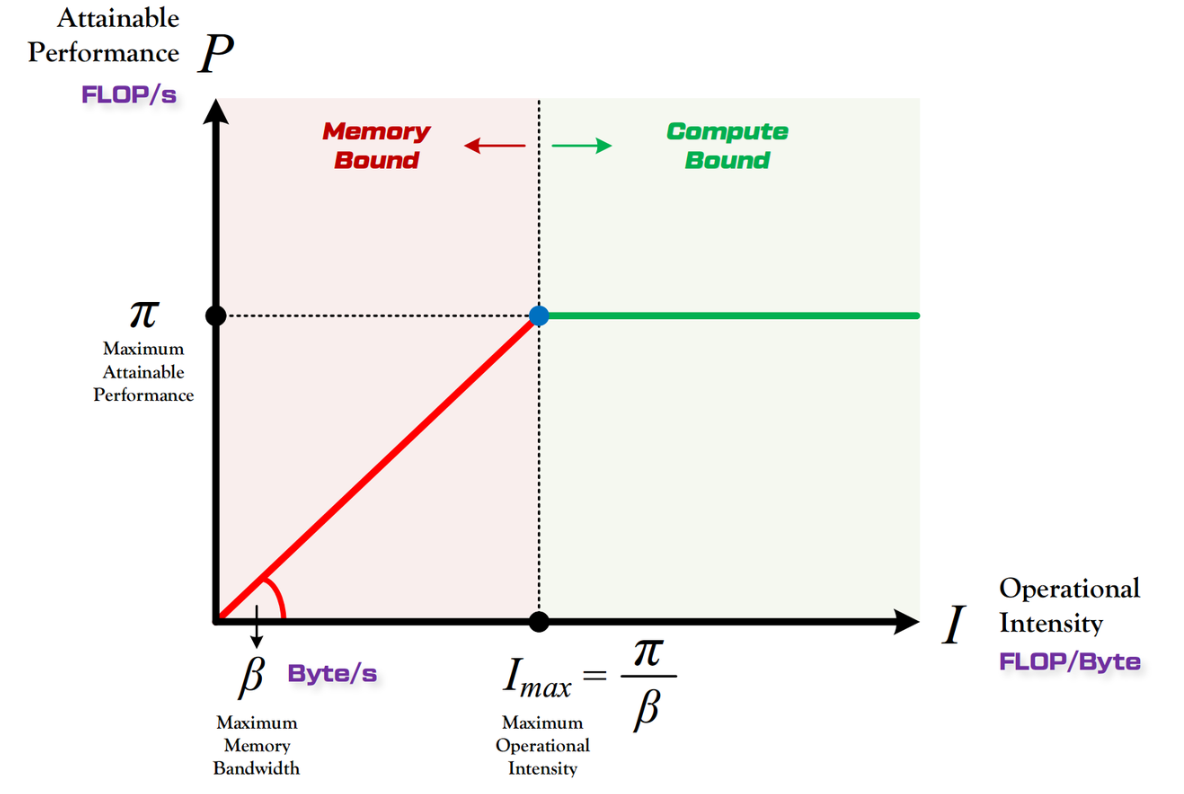 Attainable
Performance P
FLOP/s
Memory
Bound
Compute
Bound
π
Maximum
Attainable
Performance
Operational
Intensity
I
FLOP/Byte
β Byte/s
Maximum
Memory
Bandwidth
Imax = π/β
Maximum
Operational
Intensity